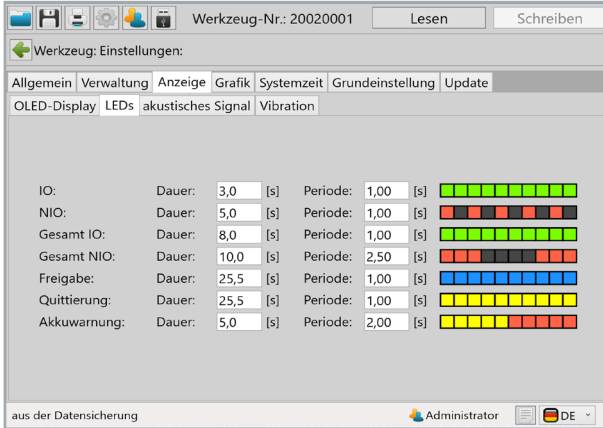 Werkzeug-Nr.: 20020001 Lesen Schreiben
Werkzeug: Einstellungen:
Allgemein Verwaltung Anzeige Grafik Systemzeit Grundeinstellung Update
OLED-Display LEDs akustisches Signal Vibration
IO: Dauer: 3,0 [s] Periode: 1,00 [s]
NIO: Dauer: 5,0 [s] Periode: 1,00 [s]
Gesamt IO: Dauer: 8,0 [s] Periode: 1,00 [s]
Gesamt NIO: Dauer: 10,0 [s] Periode: 2,50 [s]
Freigabe: Dauer: 25,5 [s] Periode: 1,00 [s]
Quittierung: Dauer: 25,5 [s] Periode: 1,00 [s]
Akkuwarnung: Dauer: 5,0 [s] Periode: 2,00 [s]
aus der Datensicherung Administrator DE